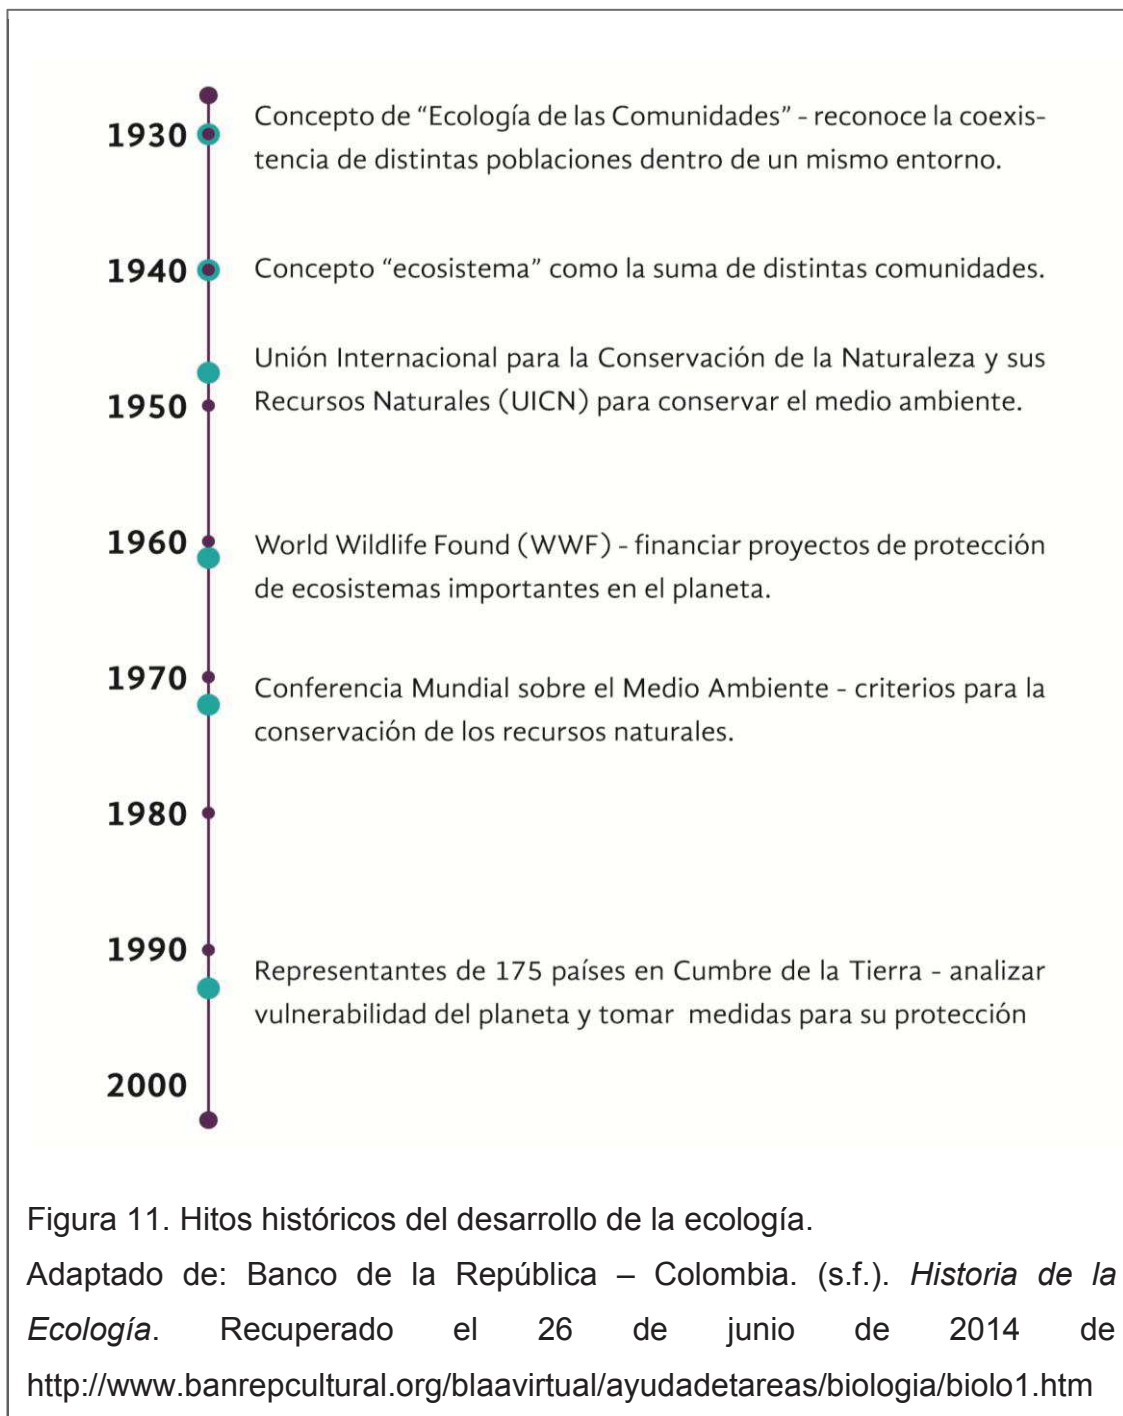 1930
Concepto de “Ecología de las Comunidades” - reconoce la coexis-
tencia de distintas poblaciones dentro de un mismo entorno.
1940
Concepto “ecosistema” como la suma de distintas comunidades.
Unión Internacional para la Conservación de la Naturaleza y sus
1950
Recursos Naturales (UICN) para conservar el medio ambiente.
1960
World Wildlife Found (WWF) - financiar proyectos de protección
de ecosistemas importantes en el planeta.
1970
Conferencia Mundial sobre el Medio Ambiente - criterios para la
conservación de los recursos naturales.
1980
1990
Representantes de 175 países en Cumbre de la Tierra - analizar
vulnerabilidad del planeta y tomar medidas para su protección
2000
Figura 11. Hitos históricos del desarrollo de la ecología.
Adaptado de: Banco de la República – Colombia. (s.f.). Historia de la
Ecología. Recuperado el 26 de junio de 2014 de
http://www.banrepcultural.org/blaavirtual/ayudadetareas/biologia/biolo1.htm